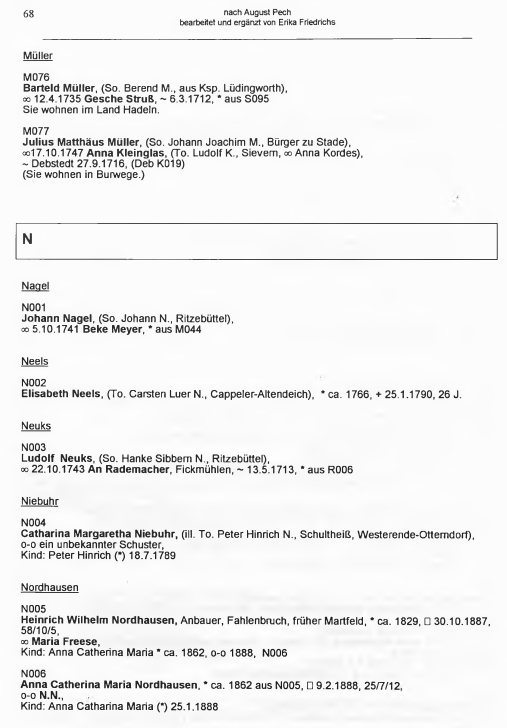 68
nach August Pech
bearbeitet und ergänzt von Erika Friedrichs
Müller
M076
Barteld Müller, (So. Berend M., aus Ksp. Lüdingworth),
∞ 12.4.1735 Gesche Struß, ~ 6.3.1712, * aus S095
Sie wohnen im Land Hadeln.
M077
Julius Matthäus Müller, (So. Johann Joachim M., Bürger zu Stade),
∞17.10.1747 Anna Kleinglas, (To. Ludolf K., Sievern, ∞ Anna Kordes),
~ Debstedt 27.9.1716, (Deb K019)
(Sie wohnen in Burwege.)
N
Nagel
N001
Johann Nagel, (So. Johann N., Ritzebüttel),
∞ 5.10.1741 Beke Meyer, * aus M044
Neels
N002
Elisabeth Neels, (To. Carsten Luer N., Cappeler-Altendeich), * ca. 1766, + 25.1.1790, 26 J.
Neuks
N003
Ludolf Neuks, (So. Hanke Sibbern N., Ritzebüttel),
∞ 22.10.1743 An Rademacher, Fickmühlen, ~ 13.5.1713, * aus R006
Niebuhr
N004
Catharina Margaretha Niebuhr, (ill. To. Peter Hinrich N., Schultheiß, Westerende-Otterndorf),
o-o ein unbekannter Schuster,
Kind: Peter Hinrich (*) 18.7.1789
Nordhausen
N005
Heinrich Wilhelm Nordhausen, Anbauer, Fahlenbruch, früher Martfeld, * ca. 1829, □ 30.10.1887,
58/10/5,
∞ Maria Freese,
Kind: Anna Catherina Maria * ca. 1862, o-o 1888, N006
N006
Anna Catherina Maria Nordhausen, * ca. 1862 aus N005, □ 9.2.1888, 25/7/12,
o-o N.N.,
Kind: Anna Catharina Maria (*) 25.1.1888